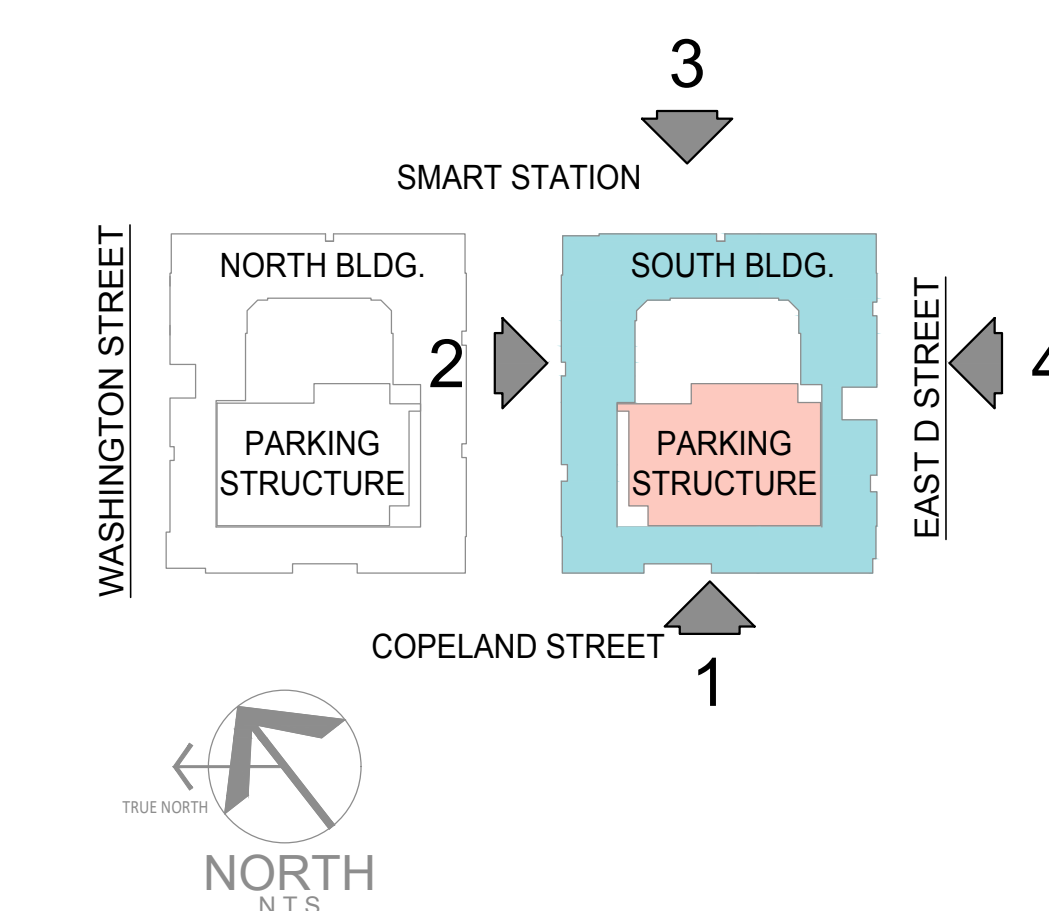 3
SMART STATION
WASHINGTON STREET
NORTH BLDG.
SOUTH BLDG.
EAST D STREET
2
4
PARKING
STRUCTURE
PARKING
STRUCTURE
COPELAND STREET
1
TRUE NORTH
NORTH
N.T.S